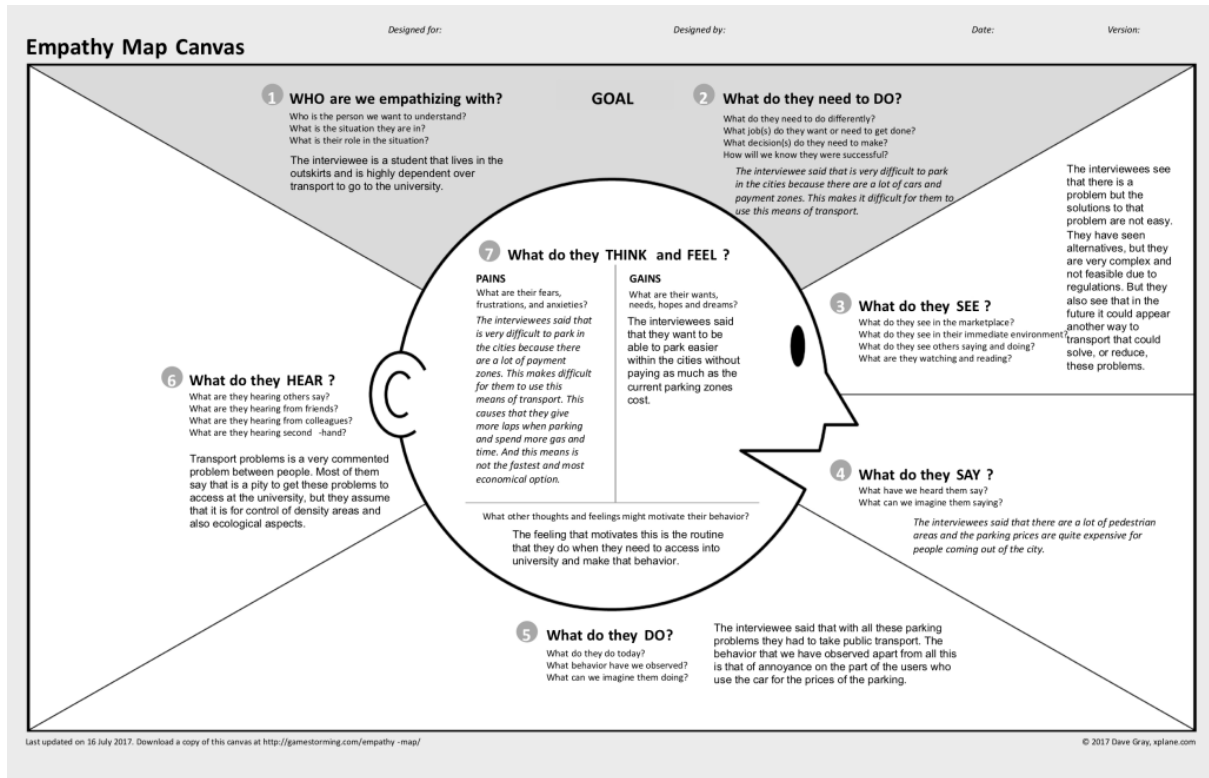 Designed for:
Designed by:
Date:
Version:
Empathy Map Canvas
1
WHO are we empathizing with?
Who is the person we want to understand?
What is the situation they are in?
What is their role in the situation?
The interviewee is a student that lives in the
outskirts and is highly dependent over
transport to go to the university.
GOAL
2
What do they need to DO?
What do they need to do differently?
What job(s) do they want or need to get done?
What decision(s) do they need to make?
How will we know they were successful?
The interviewee said that is very difficult to park
in the cities because there are a lot of cars and
payment zones. This makes it difficult for them to
use this means of transport.
3
What do they SEE ?
What do they see in the marketplace?
What do they see in their immediate environment?
What do they see others saying and doing?
What are they watching and reading?
The interviewees see
that there is a
problem but the
solutions to that
problem are not easy.
They have seen
alternatives, but they
are very complex and
not feasible due to
regulations. But they
also see that in the
future it could appear
another way to
transport that could
solve, or reduce,
these problems.
4
What do they SAY ?
What have we heard them say?
What can we imagine them saying?
The interviewees said that there are a lot of pedestrian
areas and the parking prices are quite expensive for
people coming out of the city.
5
What do they DO?
What do they do today?
What behavior have we observed?
What can we imagine them doing?
The interviewee said that with all these parking
problems they had to take public transport. The
behavior that we have observed apart from all this
is that of annoyance on the part of the users who
use the car for the prices of the parking.
6
What do they HEAR ?
What are they hearing others say?
What are they hearing from friends?
What are they hearing from colleagues?
What are they hearing second -hand?
Transport problems is a very commented
problem between people. Most of them
say that is a pity to get these problems to
access at the university, but they assume
that it is for control of density areas and
also ecological aspects.
7
What do they THINK and FEEL ?
PAINS
What are their fears,
frustrations, and anxieties?
The interviewees said that
is very difficult to park in
the cities because there
are a lot of payment
zones. This makes difficult
for them to use this
means of transport. This
causes that they give
more laps when parking
and spend more gas and
time. And this means is
not the fastest and most
economical option.
GAINS
What are their wants,
needs, hopes and dreams?
The interviewees said
that they want to be
able to park easier
within the cities without
paying as much as the
current parking zones
cost.
What other thoughts and feelings might motivate their behavior?
The feeling that motivates this is the routine
that they do when they need to access into
university and make that behavior.
Last updated on 16 July 2017. Download a copy of this canvas at http://gamestorming.com/empathy -map/
© 2017 Dave Gray, xplane.com